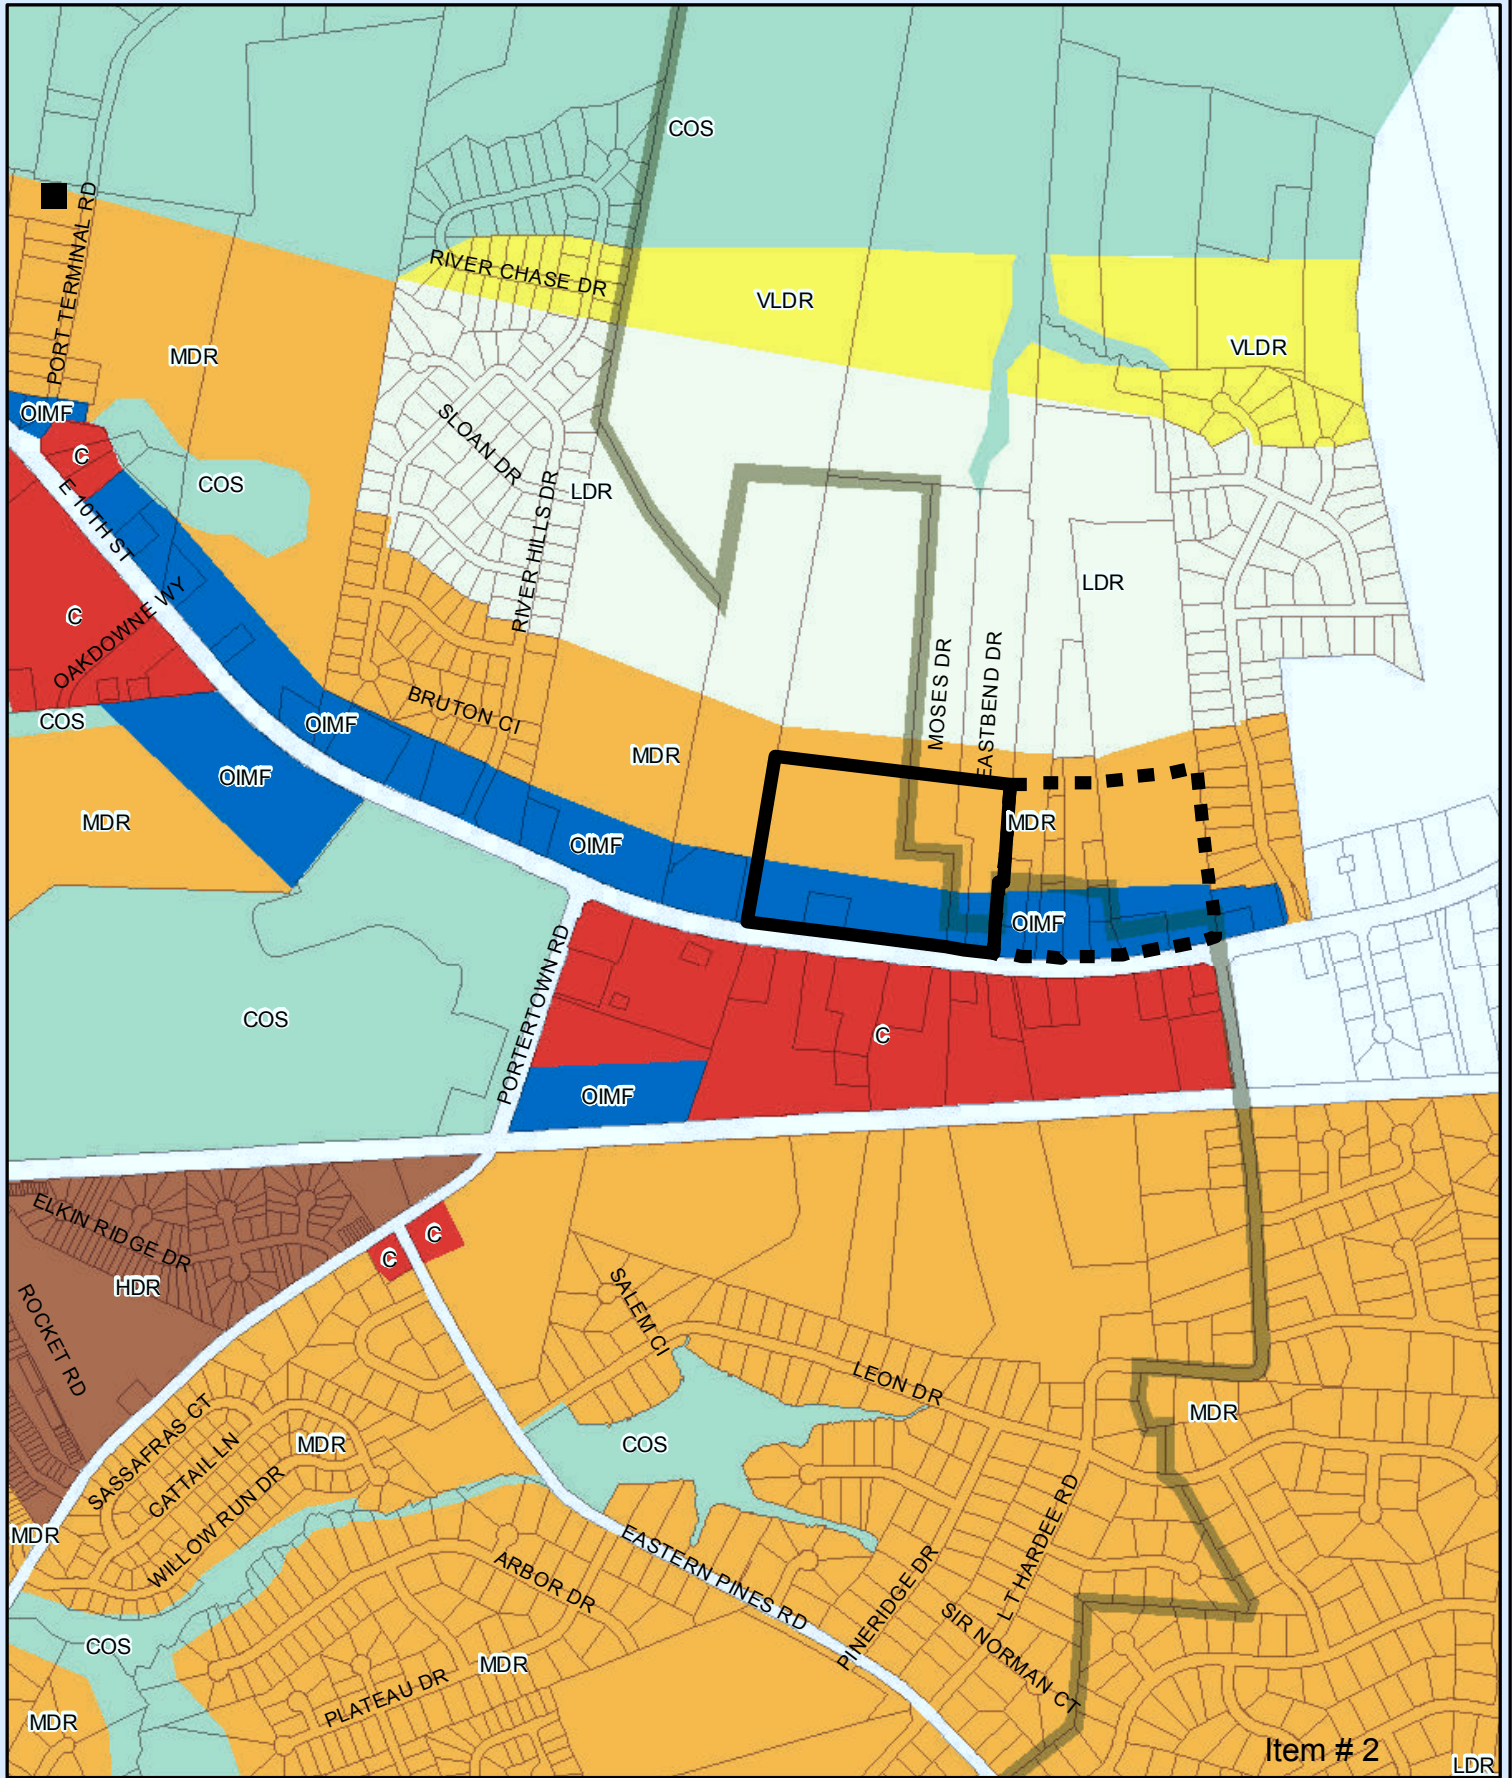 COS
PORT TERMINAL RD
RIVER CHASE DR
VLDR
VLDR
MDR
OIMF
C
COS
SLOAN DR
LDR
E 10TH ST
RIVER HILLS DR
LDR
C
OAKDOWNE WY
MOSES DR
EASTBEND DR
COS
BRUTON CI
OIMF
MDR
OIMF
MDR
MDR
OIMF
OIMF
PORTERTOWN RD
COS
C
OIMF
ELKIN RIDGE DR
C
C
HDR
ROCKET RD
SALEM CI
LEON DR
MDR
SASSAFRAS CT
CATTAIL LN
MDR
COS
WILLOW RUN DR
MDR
EASTERN PINES RD
ARBOR DR
LT HARDEE RD
PINERIDGE DR
SIR NORMAN CT
COS
MDR
PLATEAU DR
MDR
Item # 2
LDR